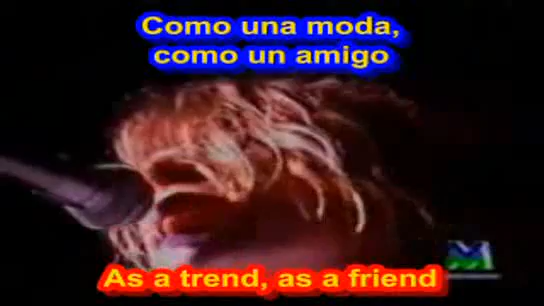 Como una moda,
como un amigo
As a trend, as a friend